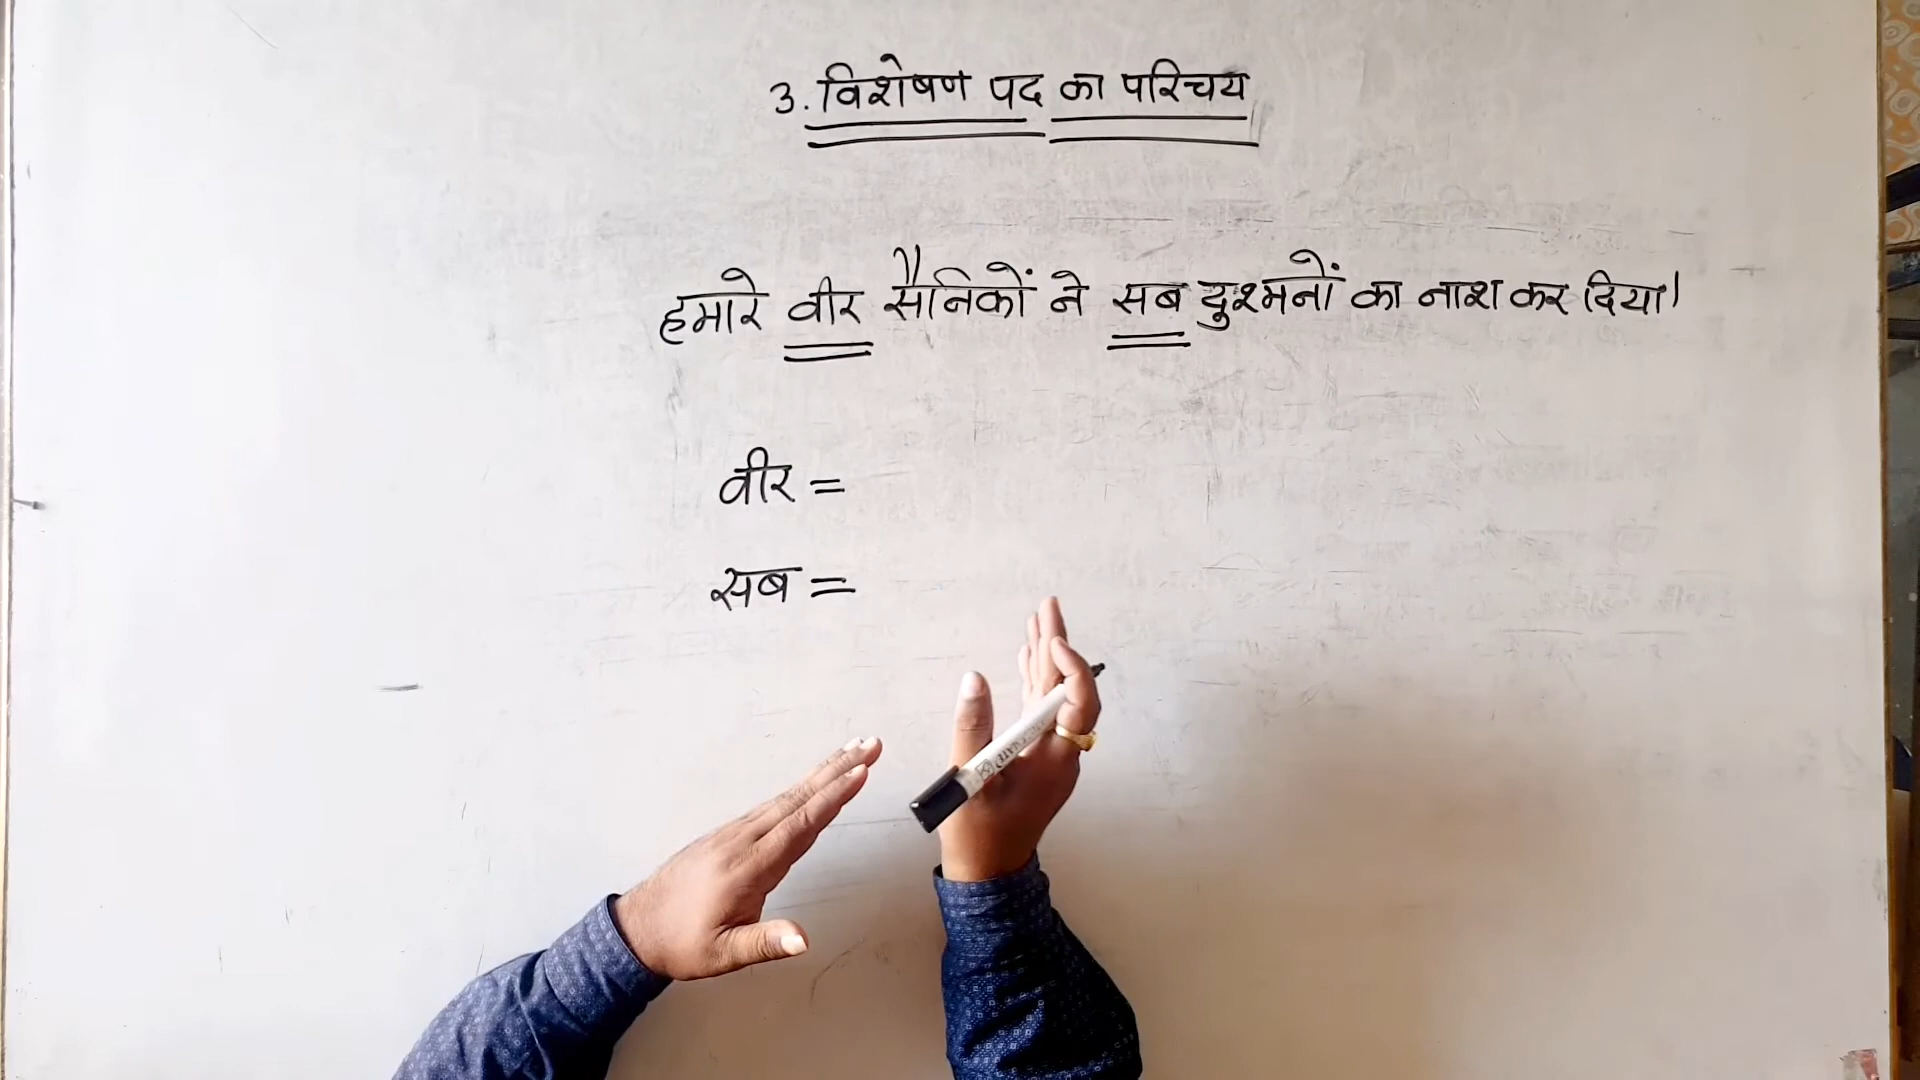 3. विशेषण पद का परिचय
हमारे वीर सैनिकों ने सब दुश्मनों का नाश कर दिया।
वीर =
सब =